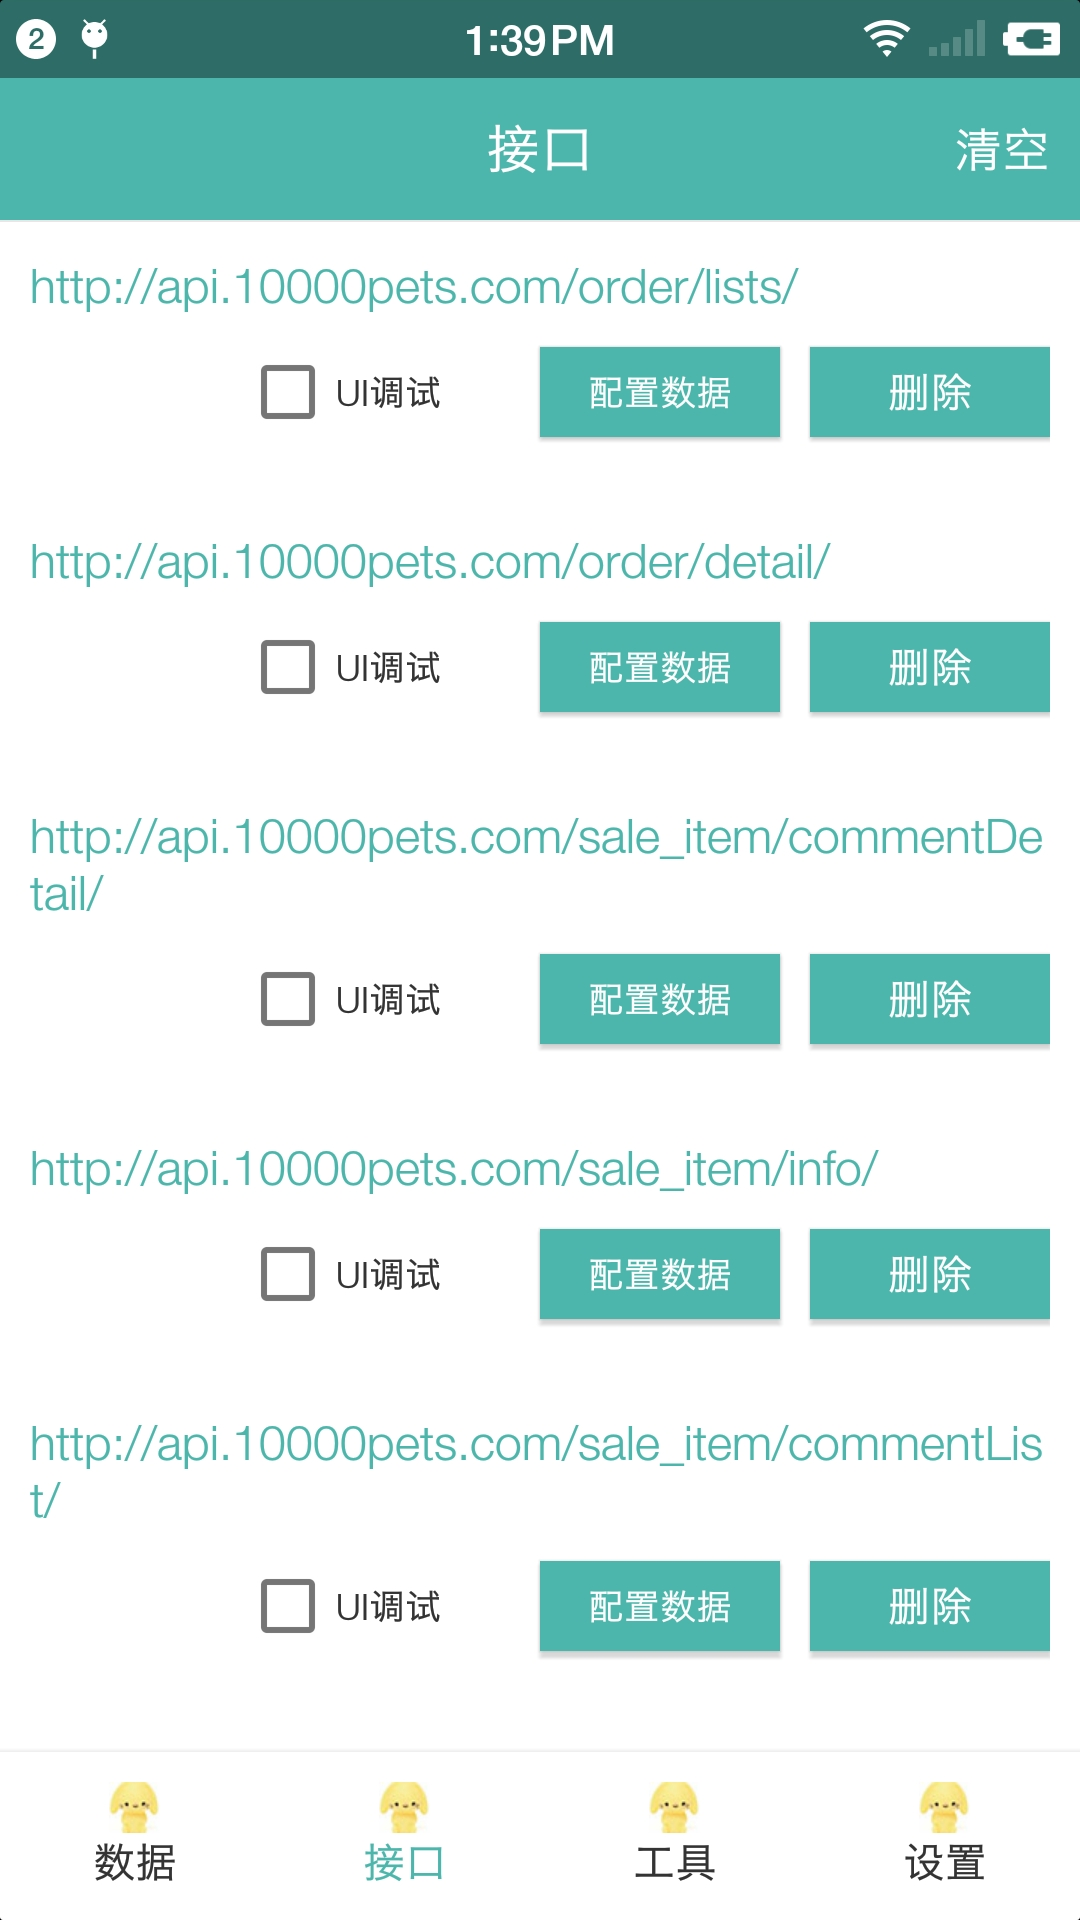 2
1:39PM
接口
清空
http://api.10000pets.com/order/lists/
UI调试
配置数据
删除
http://api.10000pets.com/order/detail/
UI调试
配置数据
删除
http://api.10000pets.com/sale_item/commentDe
tail/
UI调试
配置数据
删除
http://api.10000pets.com/sale_item/info/
UI调试
配置数据
删除
http://api.10000pets.com/sale_item/commentLis
t/
UI调试
配置数据
删除
数据
接口
工具
设置